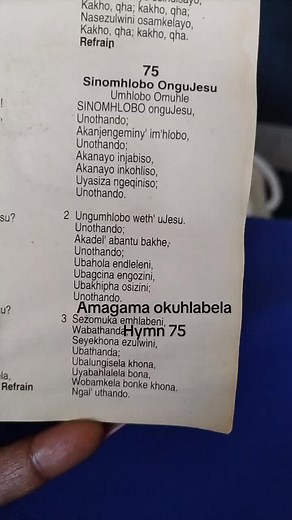 Kakho, qha; kakho, qha;
Nasezulwini osamkelayo,
Kakho, qha; kakho, qha.
Refrain
75
Sinomhlobo OnguJesu
Umhlobo Omuhle
SINOMHLOBO onguJesu,
Unothando;
Akanjengeminy' im'hlobo,
Unothando;
Akanayo injabiso,
Akanayo inkohliso,
Uyasiza ngeqiniso;
Unothando.
2 Ungumhlobo weth' uJesu.
Unothando;
Akadel' abantu bakhe,
Unothando;
Ubahola endleleni,
Ubagcina engozini,
Ubakhipha osizini;
Unothando.
Amagama okuhlabela
3 Sezomuka emhlabeni,
Wabathanda
Hymn 75
Seyekhona ezulwini,
Ubathanda;
Ubalungisela khona,
Uyabahlalela bona,
Wobamkela bonke khona,
Ngal' uthando.
su?
u?
la,
Refrain